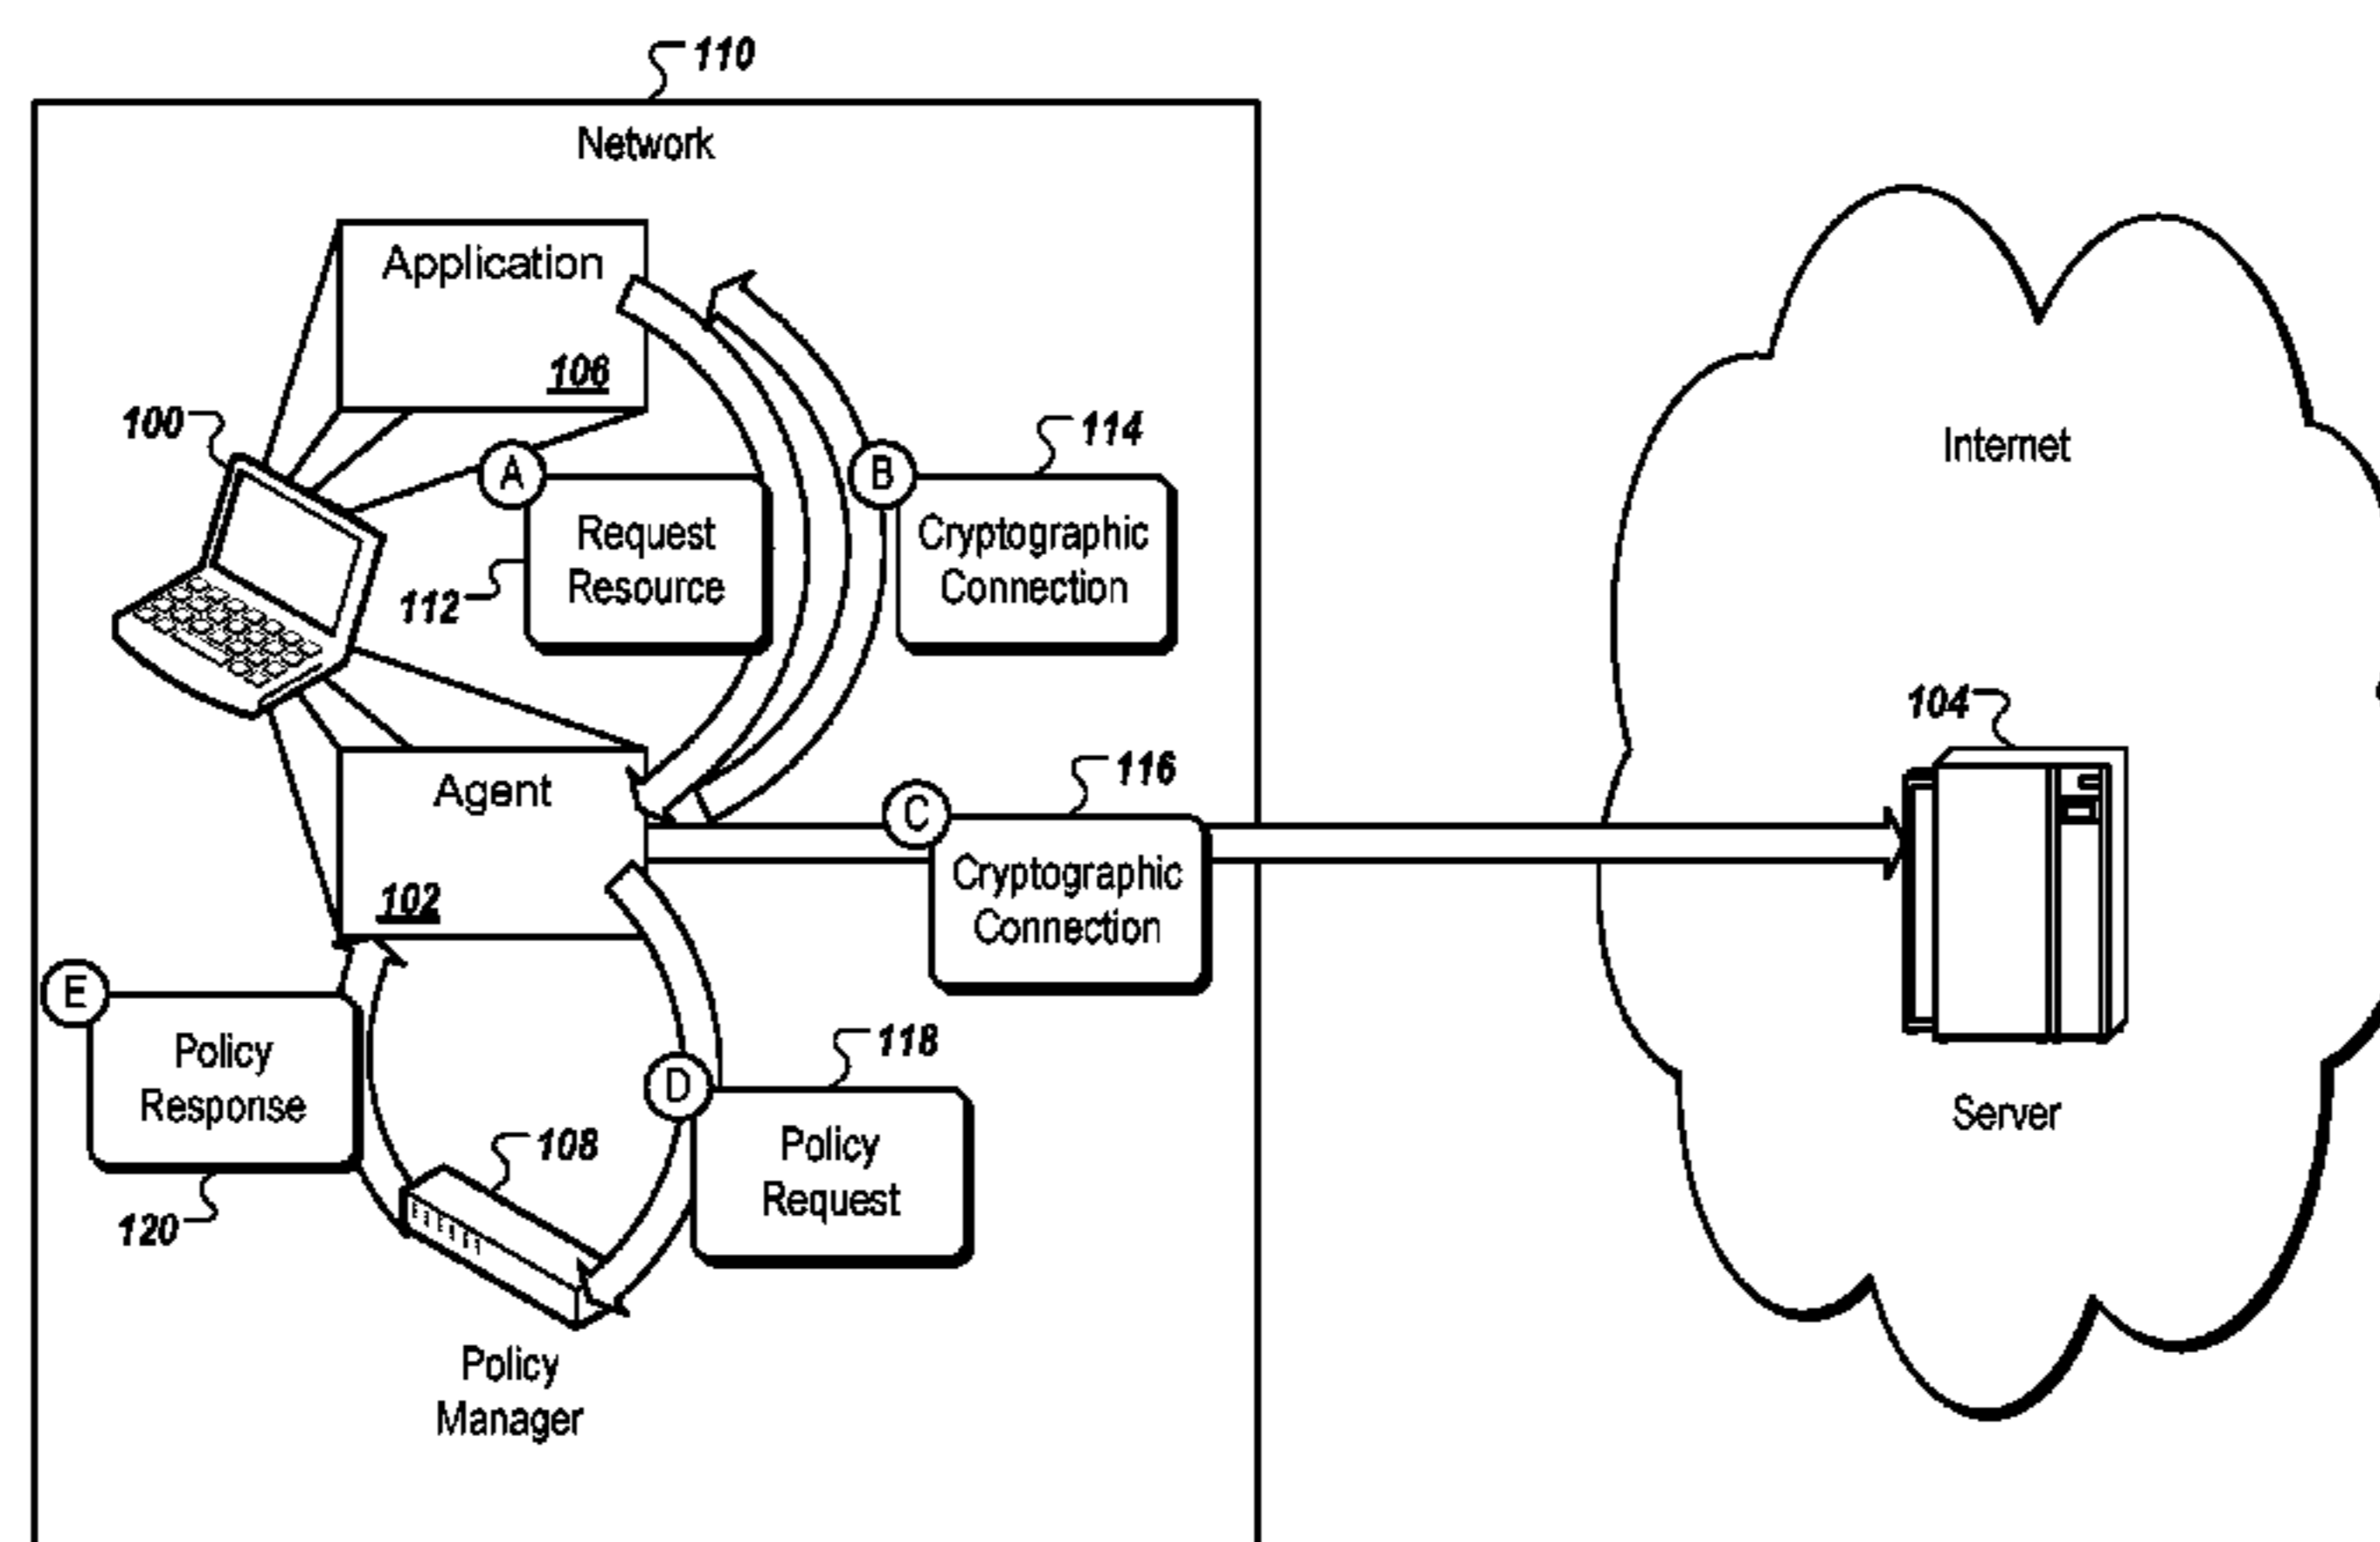 110
Network
Application
106
100
A
B
114
Internet
Request
Resource
Cryptographic
Connection
112
104
116
Agent
C
102
Cryptographic
Connection
E
118
Policy
Response
D
Server
108
Policy
Request
120
Policy
Manager